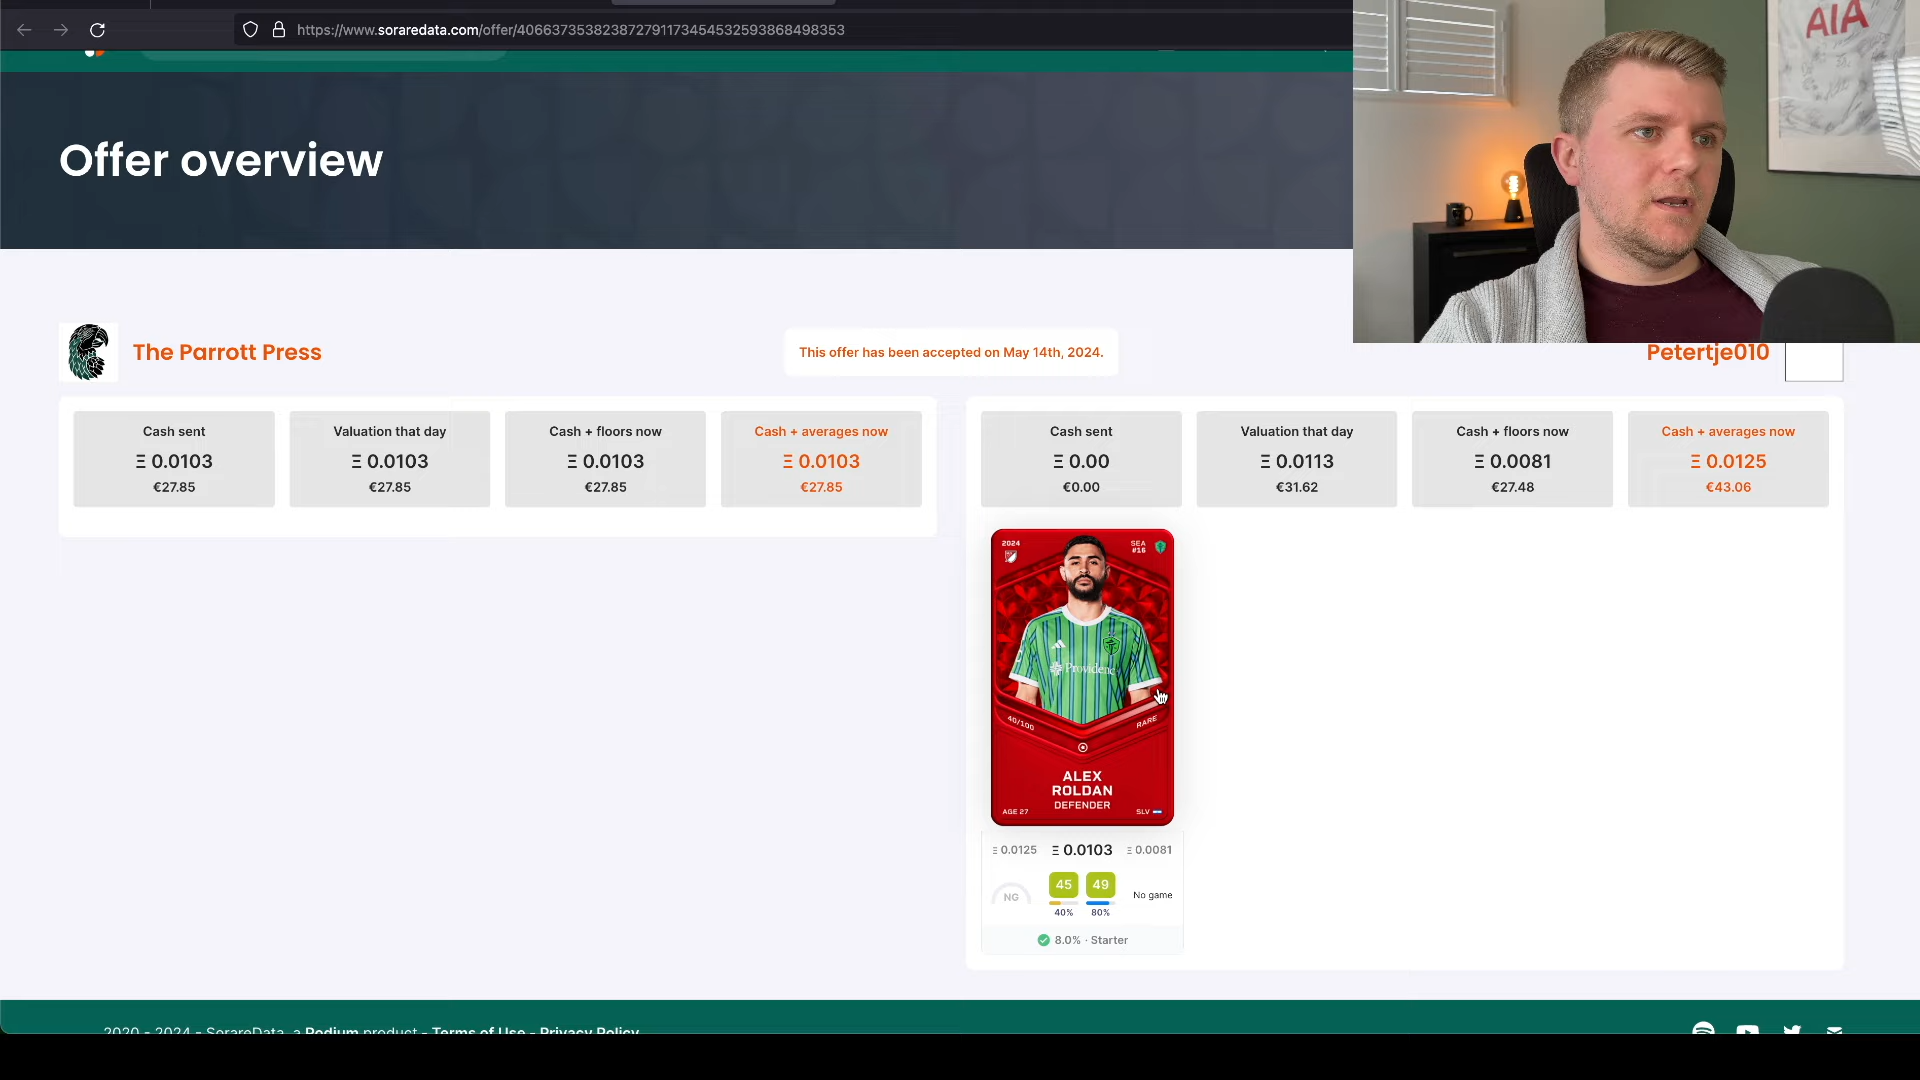 https://www.soraredata.com/offer/40663735382387279117345453259386849​8353
AIA
Offer overview
The Parrott Press
This offer has been accepted on May 14th, 2024.
Petertje010
Cash sent
Ξ 0.0103
€27.85
Valuation that day
Ξ 0.0103
€27.85
Cash + floors now
Ξ 0.0103
€27.85
Cash + averages now
Ξ 0.0103
€27.85
Cash sent
Ξ 0.00
€0.00
Valuation that day
Ξ 0.0113
€31.62
Cash + floors now
Ξ 0.0081
€27.48
Cash + averages now
Ξ 0.0125
€43.06
2024
SEA
#16
Providenc
40/100
RARE
ALEX
ROLDAN
DEFENDER
AGE 27
SLV
Ξ 0.0125
Ξ 0.0103
Ξ 0.0081
NG
45
49
No game
40%
80%
8.0% · Starter
2020 - 2024 - SorareData, a Podium product - Terms of Use - Privacy Policy